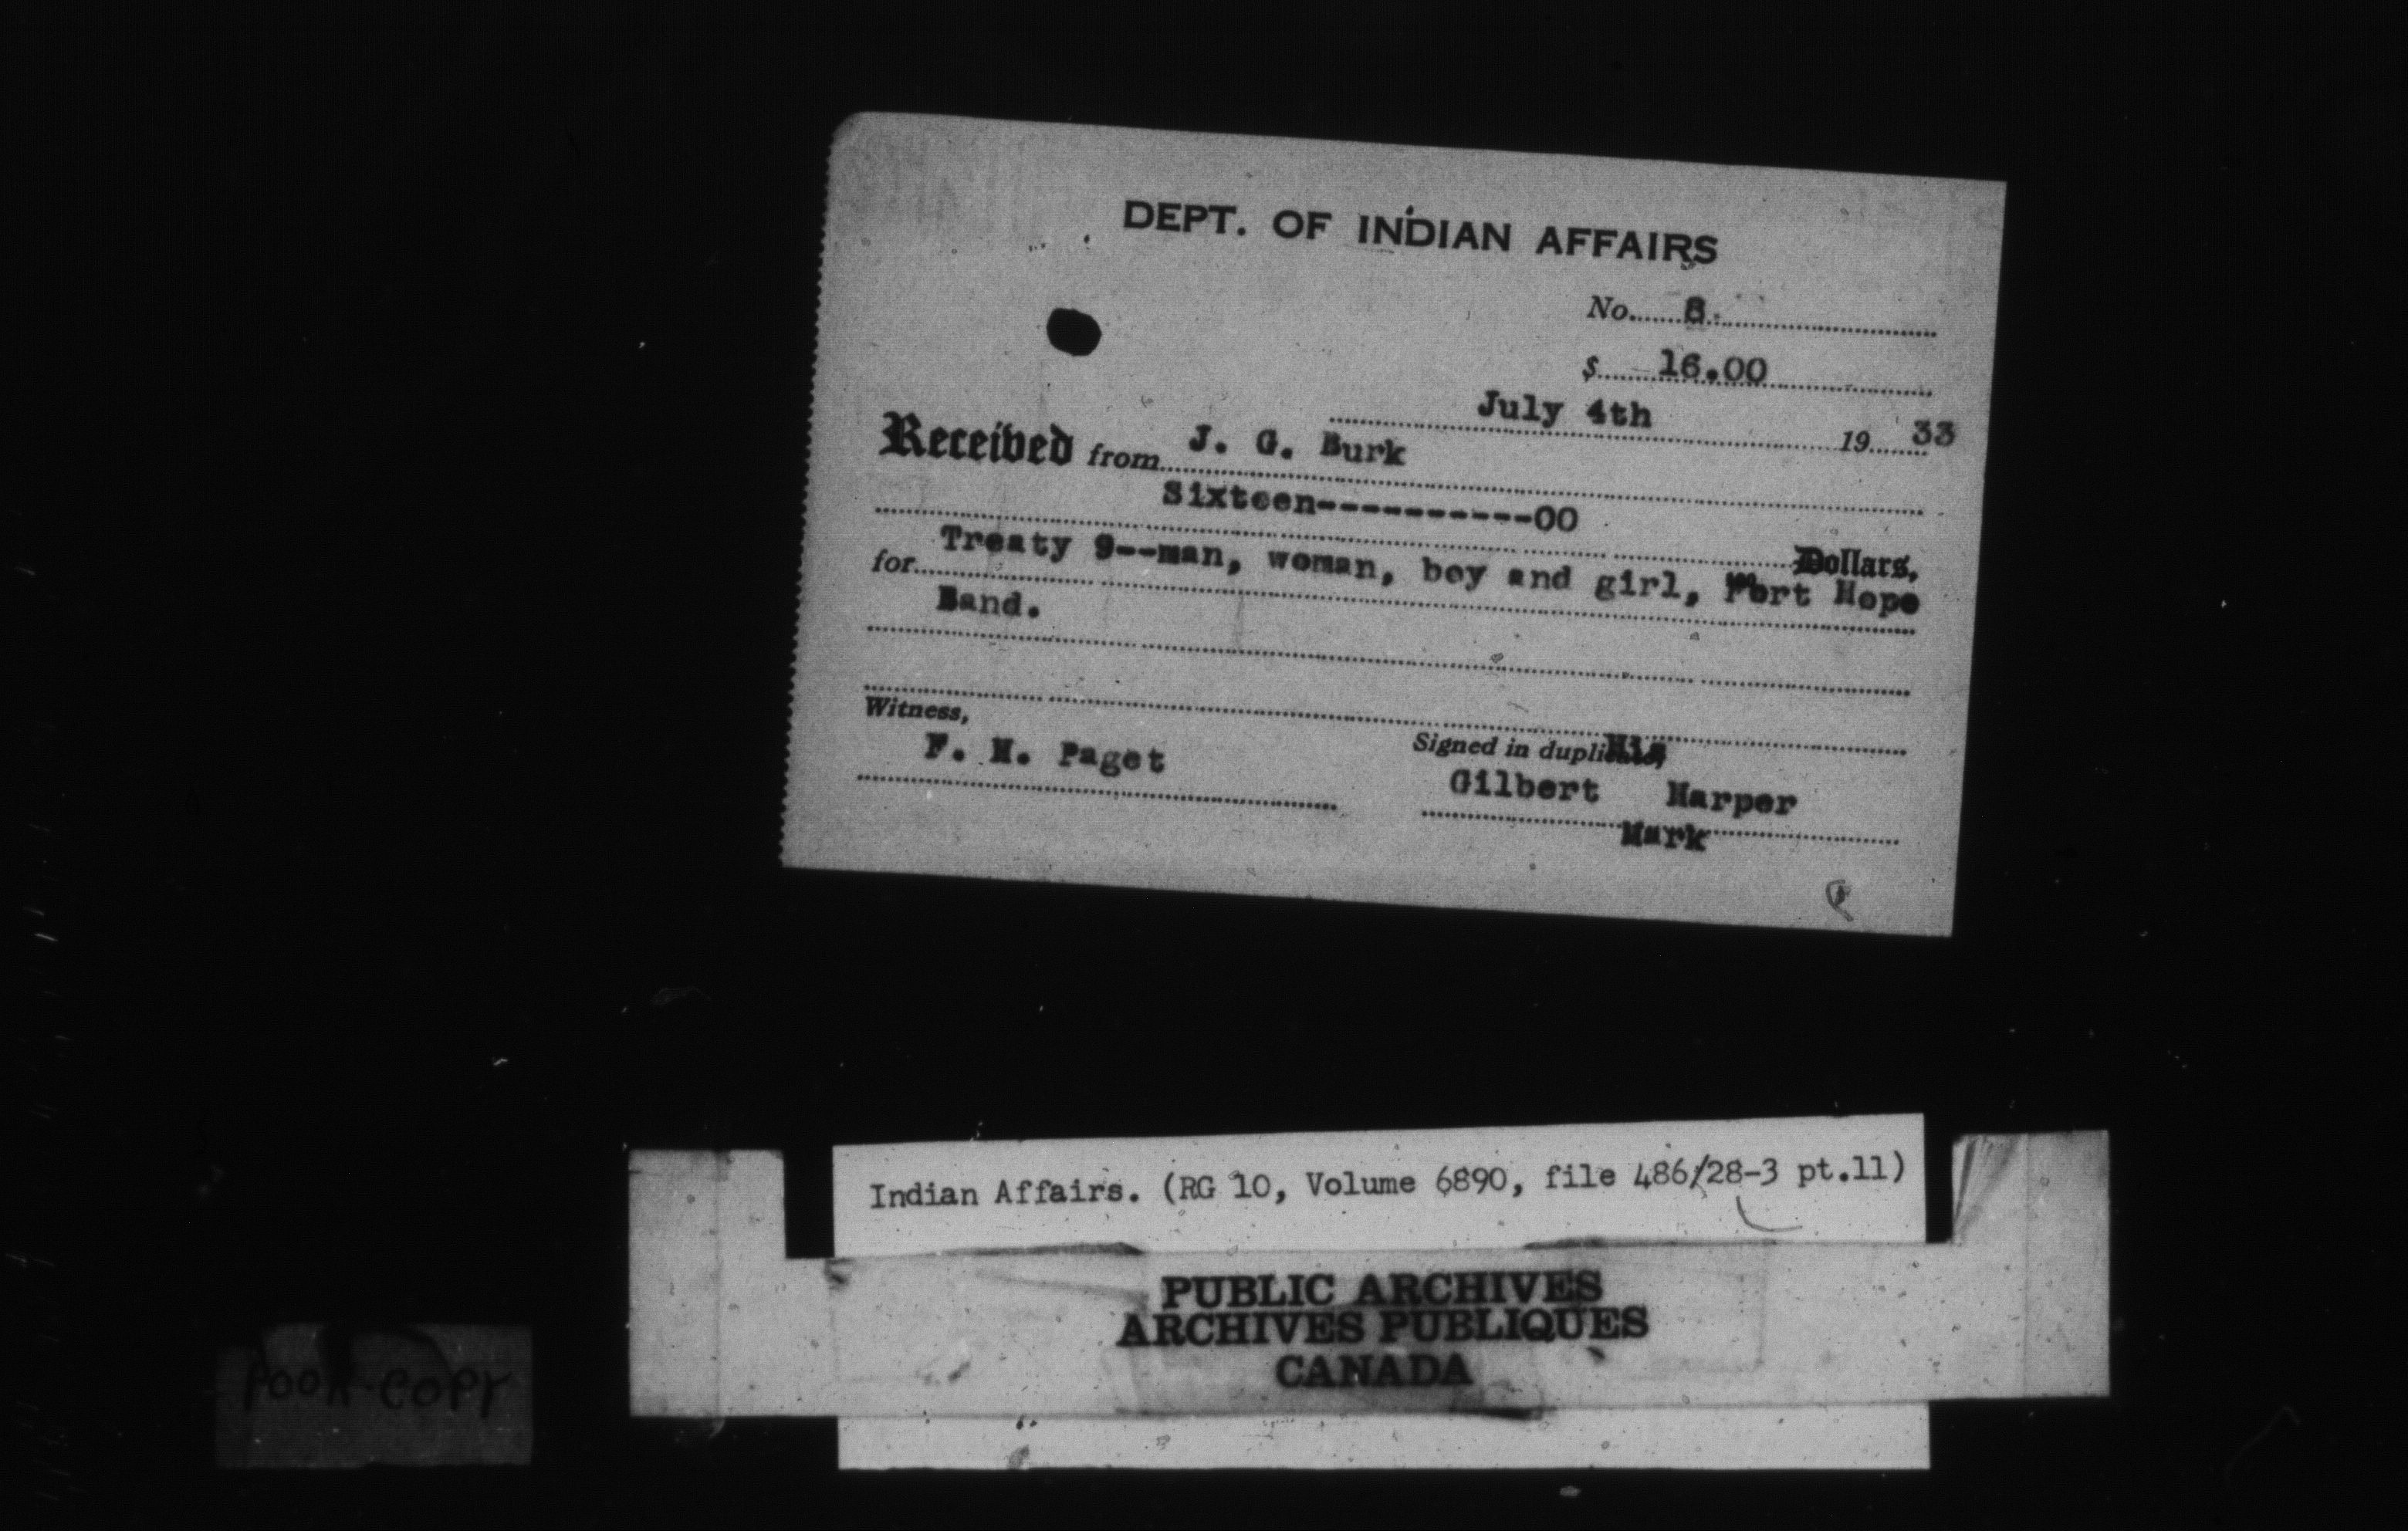 DEPT. OF INDIAN AFFAIRS
No. 8.
$ 16.00
July 4th 19 33
Received from J. G. Burk
Sixteen-----------00 Dollars,
for Treaty 9--man, woman, boy and girl, Fort Hope
Band.
Witness,
F. M. Paget
Signed in duplicate, His
Gilbert Harper
Mark
Indian Affairs. (RG 10, Volume 6890, file 486/28-3 pt.11)
PUBLIC ARCHIVES
ARCHIVES PUBLIQUES
CANADA
POOR COPY